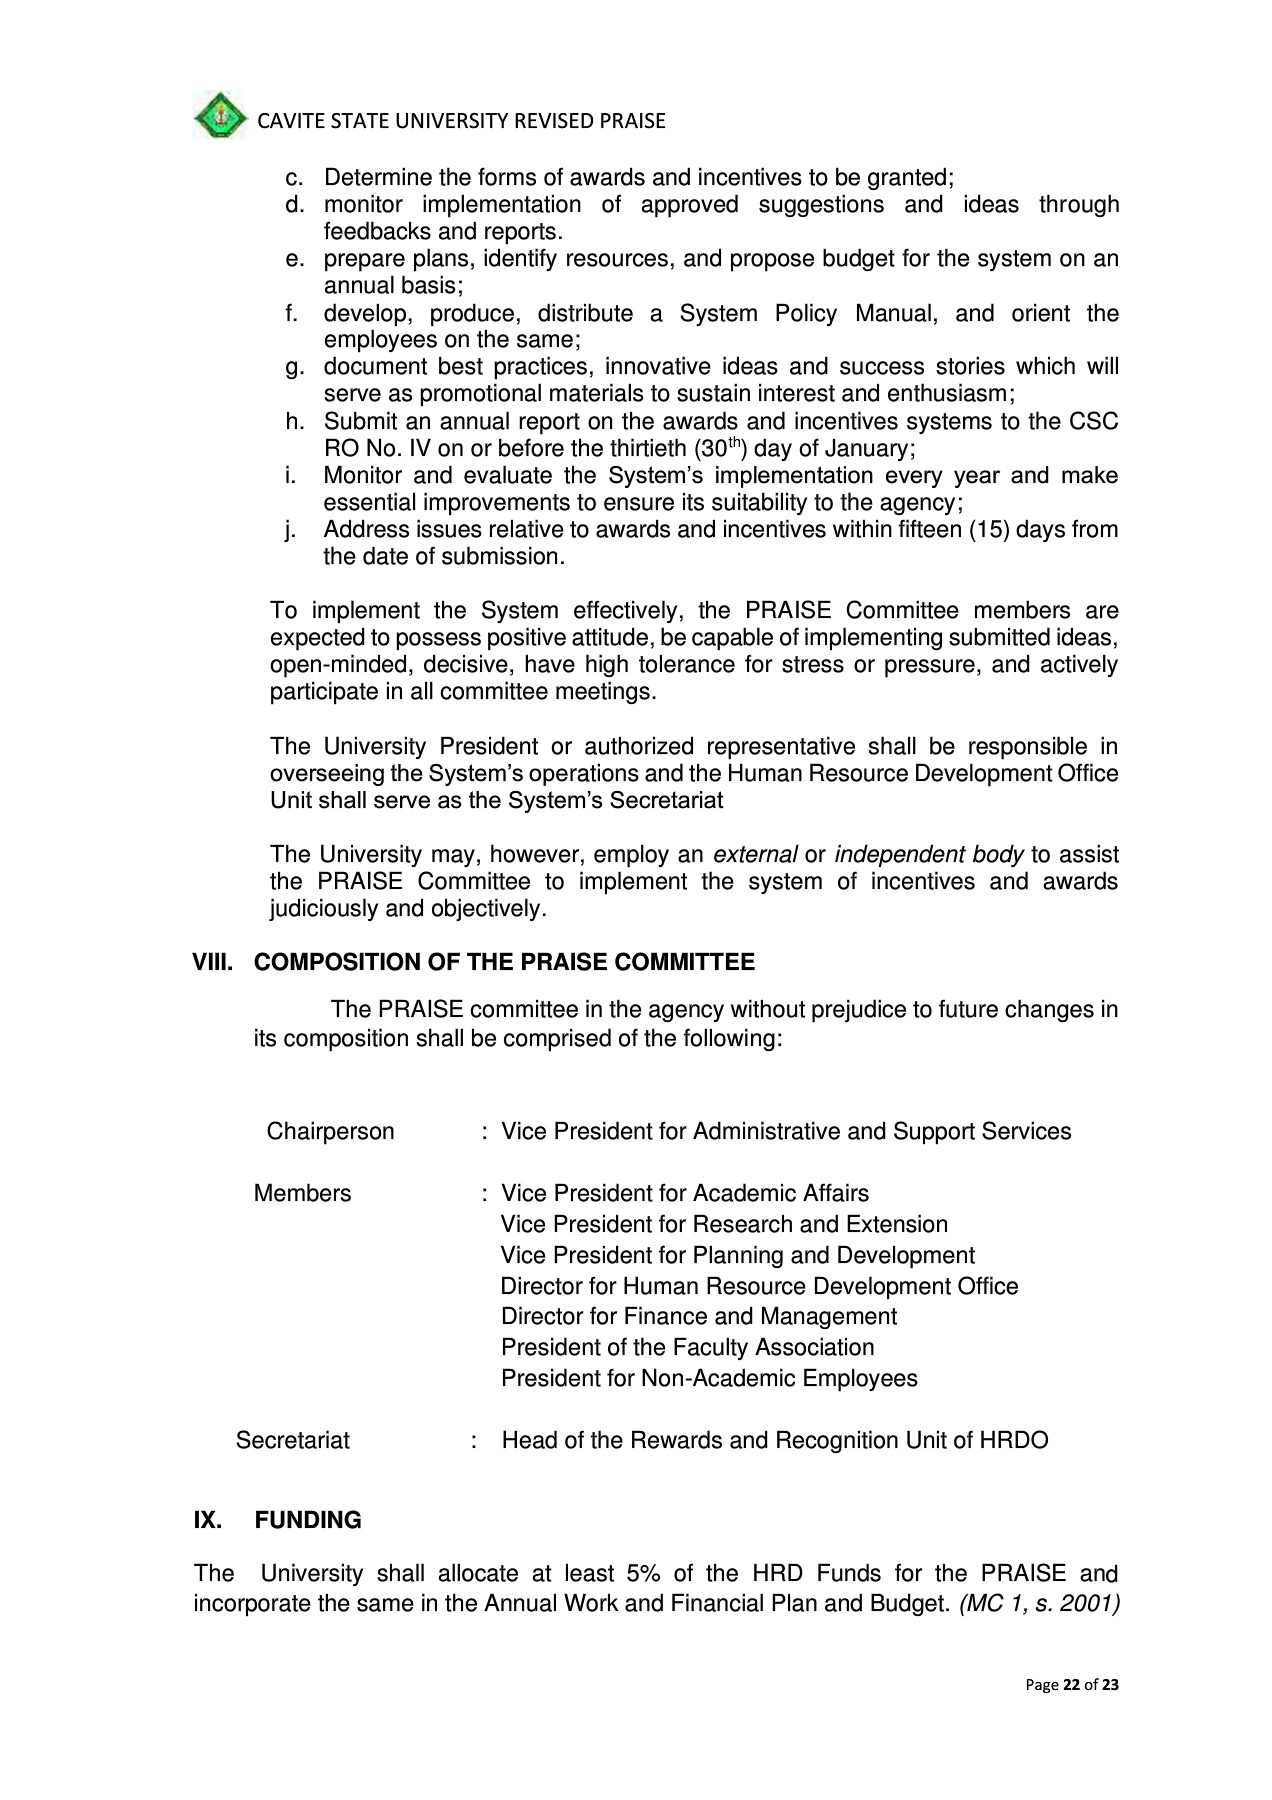 CAVITE STATE UNIVERSITY REVISED PRAISE
c. Determine the forms of awards and incentives to be granted;
d. monitor implementation of approved suggestions and ideas through
feedbacks and reports.
e. prepare plans, identify resources, and propose budget for the system on an
annual basis;
f. develop, produce, distribute a System Policy Manual, and orient the
employees on the same;
g. document best practices, innovative ideas and success stories which will
serve as promotional materials to sustain interest and enthusiasm;
h. Submit an annual report on the awards and incentives systems to the CSC
RO No. IV on or before the thirtieth (30th) day of January;
i. Monitor and evaluate the System's implementation every year and make
essential improvements to ensure its suitability to the agency;
j. Address issues relative to awards and incentives within fifteen (15) days from
the date of submission.
To implement the System effectively, the PRAISE Committee members are
expected to possess positive attitude, be capable of implementing submitted ideas,
open-minded, decisive, have high tolerance for stress or pressure, and actively
participate in all committee meetings.
The University President or authorized representative shall be responsible in
overseeing the System's operations and the Human Resource Development Office
Unit shall serve as the System's Secretariat
The University may, however, employ an external or independent body to assist
the PRAISE Committee to implement the system of incentives and awards
judiciously and objectively.
VIII. COMPOSITION OF THE PRAISE COMMITTEE
The PRAISE committee in the agency without prejudice to future changes in
its composition shall be comprised of the following:
Chairperson : Vice President for Administrative and Support Services
Members : Vice President for Academic Affairs
Vice President for Research and Extension
Vice President for Planning and Development
Director for Human Resource Development Office
Director for Finance and Management
President of the Faculty Association
President for Non-Academic Employees
Secretariat : Head of the Rewards and Recognition Unit of HRDO
IX. FUNDING
The University shall allocate at least 5% of the HRD Funds for the PRAISE and
incorporate the same in the Annual Work and Financial Plan and Budget. (MC 1, s. 2001)
Page 22 of 23